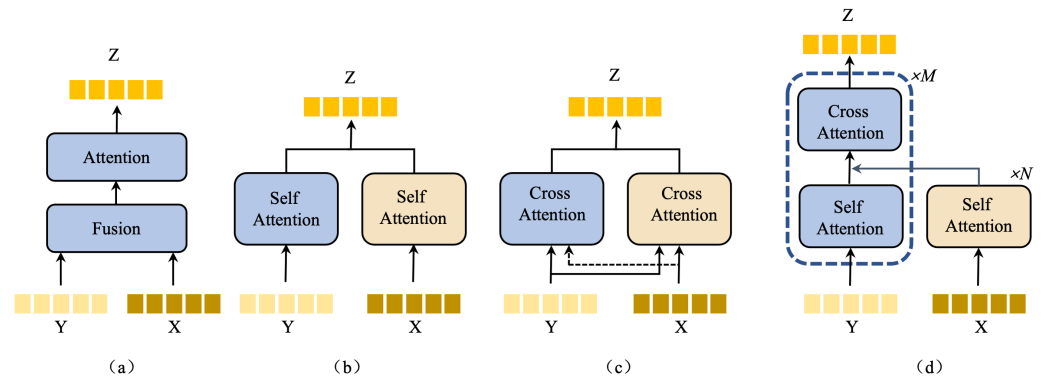 Z
Attention
Fusion
Y
X
(a)
Z
Self
Attention
Self
Attention
Y
X
(b)
Z
Cross
Attention
Cross
Attention
Y
X
(c)
Z
×M
Cross
Attention
×N
Self
Attention
Self
Attention
Y
X
(d)